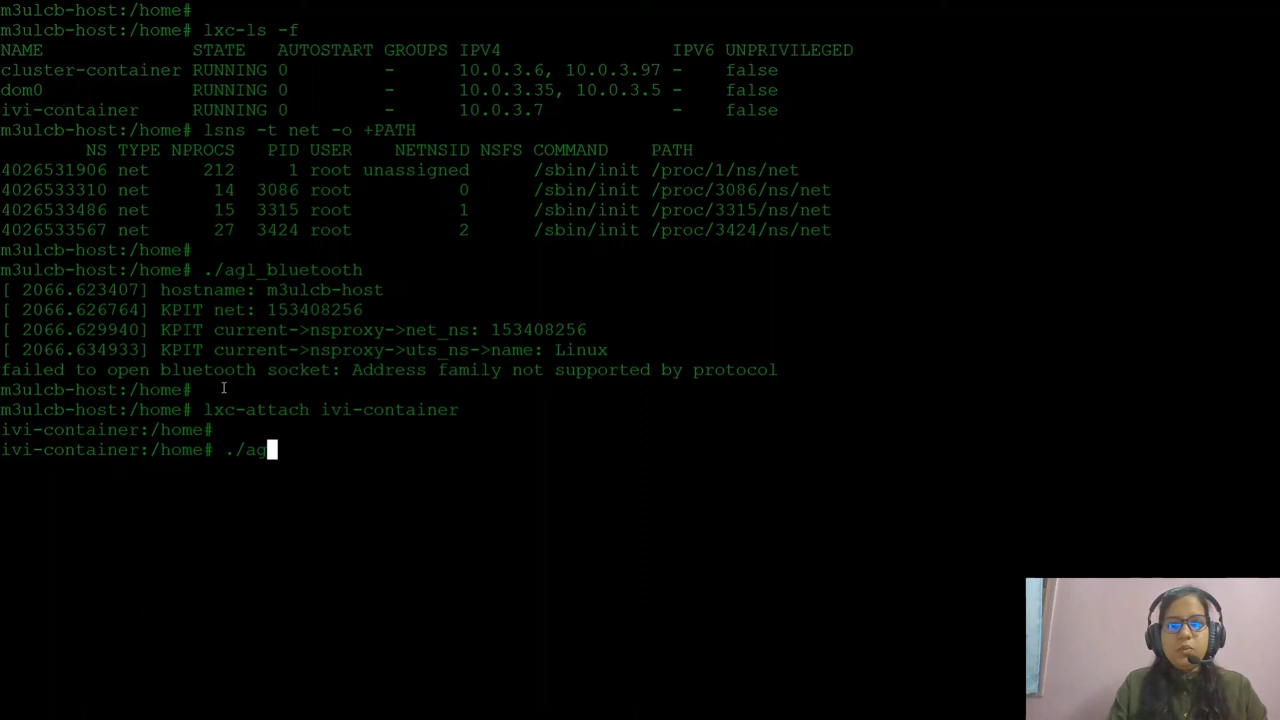 m3ulcb-host:/home#
m3ulcb-host:/home# lxc-ls -f
NAME STATE AUTOSTART GROUPS IPV4 IPV6 UNPRIVILEGED
cluster-container RUNNING 0 - 10.0.3.6, 10.0.3.97 - false
dom0 RUNNING 0 - 10.0.3.35, 10.0.3.5 - false
ivi-container RUNNING 0 - 10.0.3.7 - false
m3ulcb-host:/home# lsns -t net -o +PATH
NS TYPE NPROCS PID USER NETNSID NSFS COMMAND PATH
4026531906 net 212 1 root unassigned /sbin/init /proc/1/ns/net
4026533310 net 14 3086 root 0 /sbin/init /proc/3086/ns/net
4026533486 net 15 3315 root 1 /sbin/init /proc/3315/ns/net
4026533567 net 27 3424 root 2 /sbin/init /proc/3424/ns/net
m3ulcb-host:/home#
m3ulcb-host:/home# ./agl_bluetooth
[ 2066.623407] hostname: m3ulcb-host
[ 2066.626764] KPIT net: 153408256
[ 2066.629940] KPIT current->nsproxy->net_ns: 153408256
[ 2066.634933] KPIT current->nsproxy->uts_ns->name: Linux
failed to open bluetooth socket: Address family not supported by protocol
m3ulcb-host:/home#
m3ulcb-host:/home# lxc-attach ivi-container
ivi-container:/home#
ivi-container:/home# ./ag